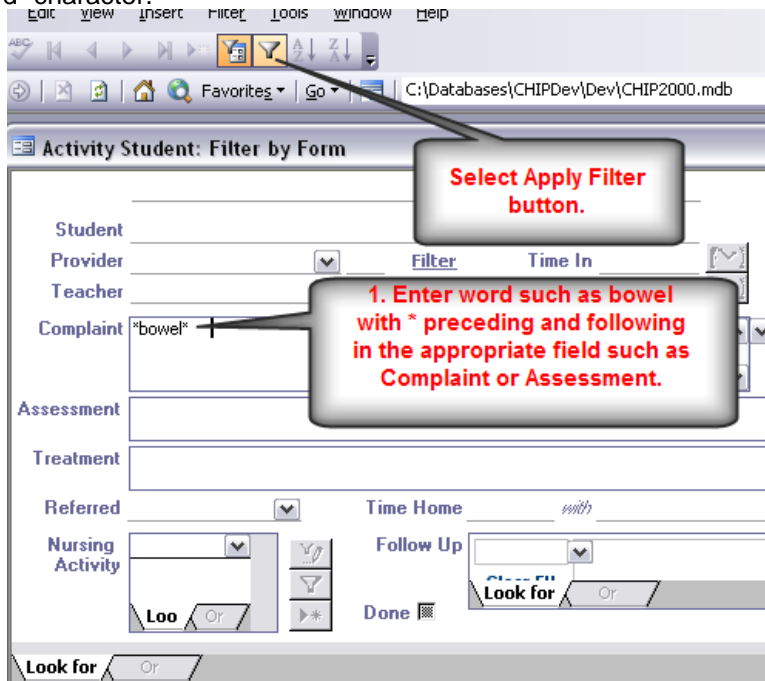 d character.
Edit View Insert Filter Tools Window Help
ABC A Z Z A
Favorites Go C:\Databases\CHIPDev\Dev\CHIP2000.mdb
Activity Student: Filter by Form
Select Apply Filter
button.
Student
Provider Filter Time In
Teacher
1. Enter word such as bowel
with * preceding and following
in the appropriate field such as
Complaint or Assessment.
Complaint *bowel*
Assessment
Treatment
Referred Time Home with
Nursing
Activity
Follow Up
Loo Or
Done
Look for Or
Look for Or